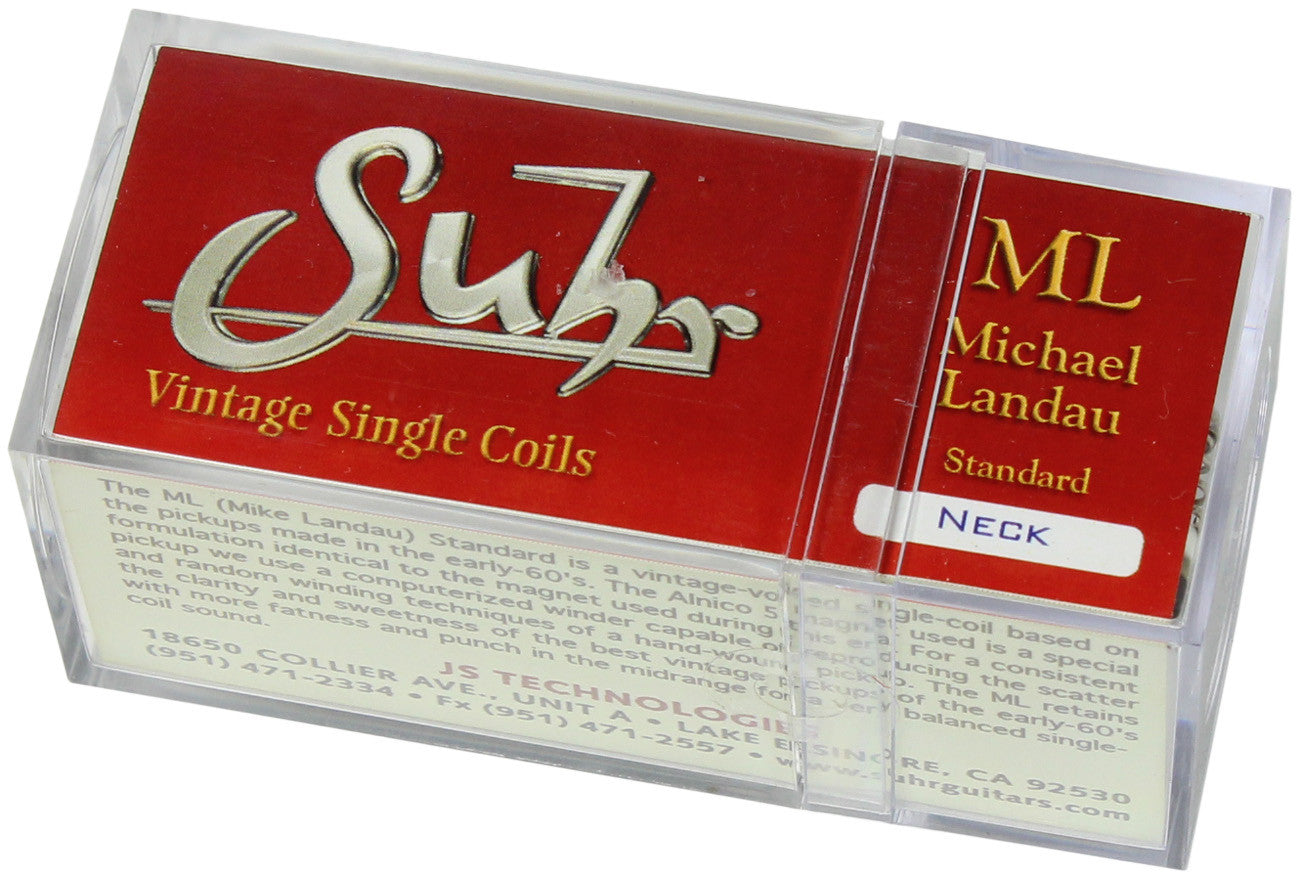 Suhr
Vintage Single Coils
ML
Michael
Landau
Standard
NECK
The ML (Mike Landau) Standard is a vintage-voiced single-coil based on
the pickups made in the early-60's. The Alnico 5 magnet used is a special
formulation identical to the magnet used during this era. For a consistent
pickup we use a computerized winder capable of reproducing the scatter
and random winding techniques of a hand-wound pickup. The ML retains
the clarity and sweetness of the best vintage pickups of the early-60's
with more fatness and punch in the midrange for a very balanced single-
coil sound.
JS TECHNOLOGIES
18650 COLLIER AVE., UNIT A • LAKE ELSINORE, CA 92530
(951) 471-2334 • Fx (951) 471-2557 • www.suhrguitars.com